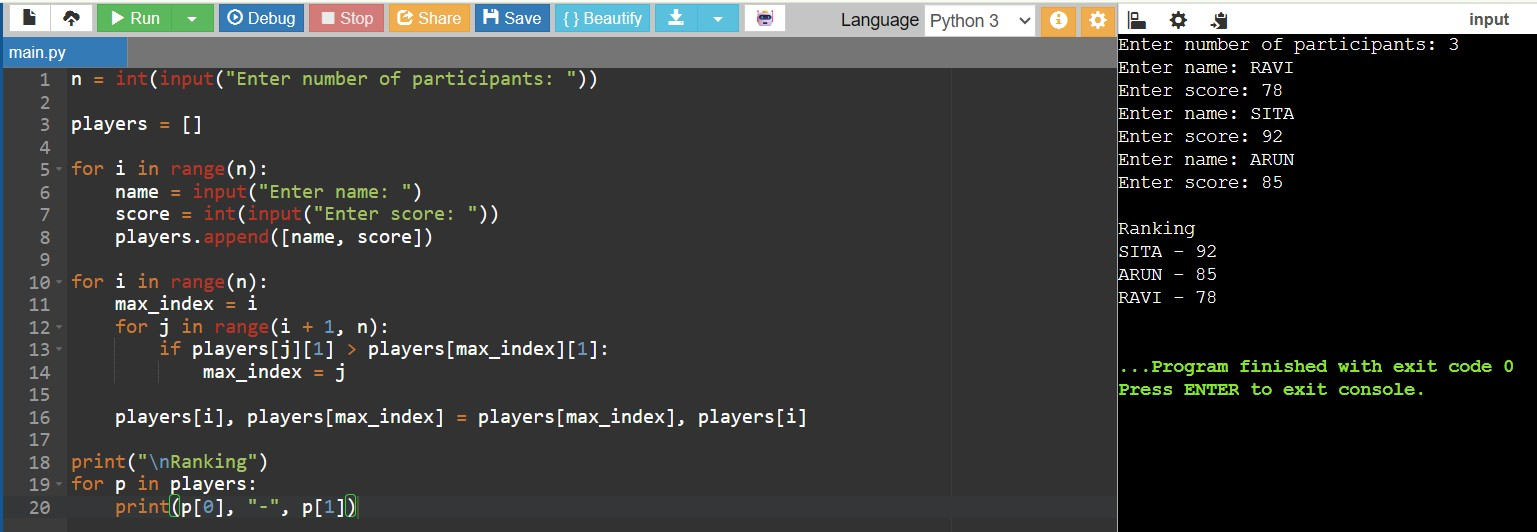 Run Debug Stop Share Save { } Beautify Language Python 3 input
main.py
1 n = int(input("Enter number of participants: "))
2
3 players = []
4
5 for i in range(n):
6     name = input("Enter name: ")
7     score = int(input("Enter score: "))
8     players.append([name, score])
9
10 for i in range(n):
11     max_index = i
12     for j in range(i + 1, n):
13         if players[j][1] > players[max_index][1]:
14             max_index = j
15
16     players[i], players[max_index] = players[max_index], players[i]
17
18 print("\nRanking")
19 for p in players:
20     print(p[0], "-", p[1])
Enter number of participants: 3
Enter name: RAVI
Enter score: 78
Enter name: SITA
Enter score: 92
Enter name: ARUN
Enter score: 85
Ranking
SITA - 92
ARUN - 85
RAVI - 78
...Program finished with exit code 0
Press ENTER to exit console.